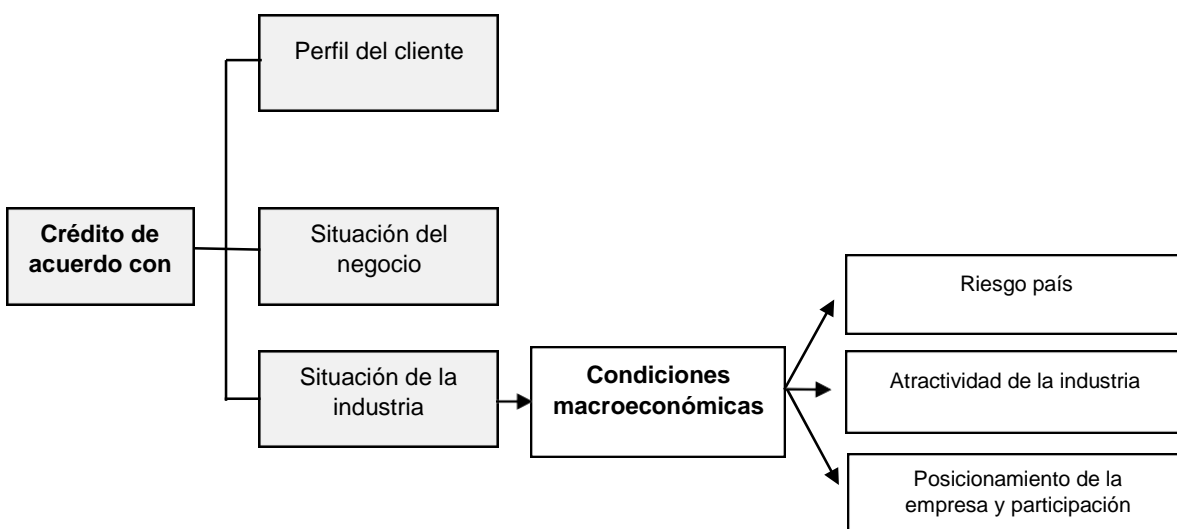 Perfil del cliente
Crédito de
acuerdo con
Situación del
negocio
Situación de la
industria
Condiciones
macroeconómicas
Riesgo país
Atractividad de la industria
Posicionamiento de la
empresa y participación